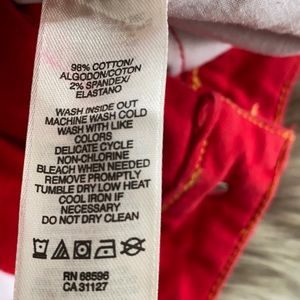 98% COTTON/
ALGODON/COTON
2% SPANDEX/
ELASTANO
WASH INSIDE OUT
MACHINE WASH COLD
WASH WITH LIKE
COLORS
DELICATE CYCLE
NON-CHLORINE
BLEACH WHEN NEEDED
REMOVE PROMPTLY
TUMBLE DRY LOW HEAT
COOL IRON IF
NECESSARY
DO NOT DRY CLEAN
RN 68596
CA 31127